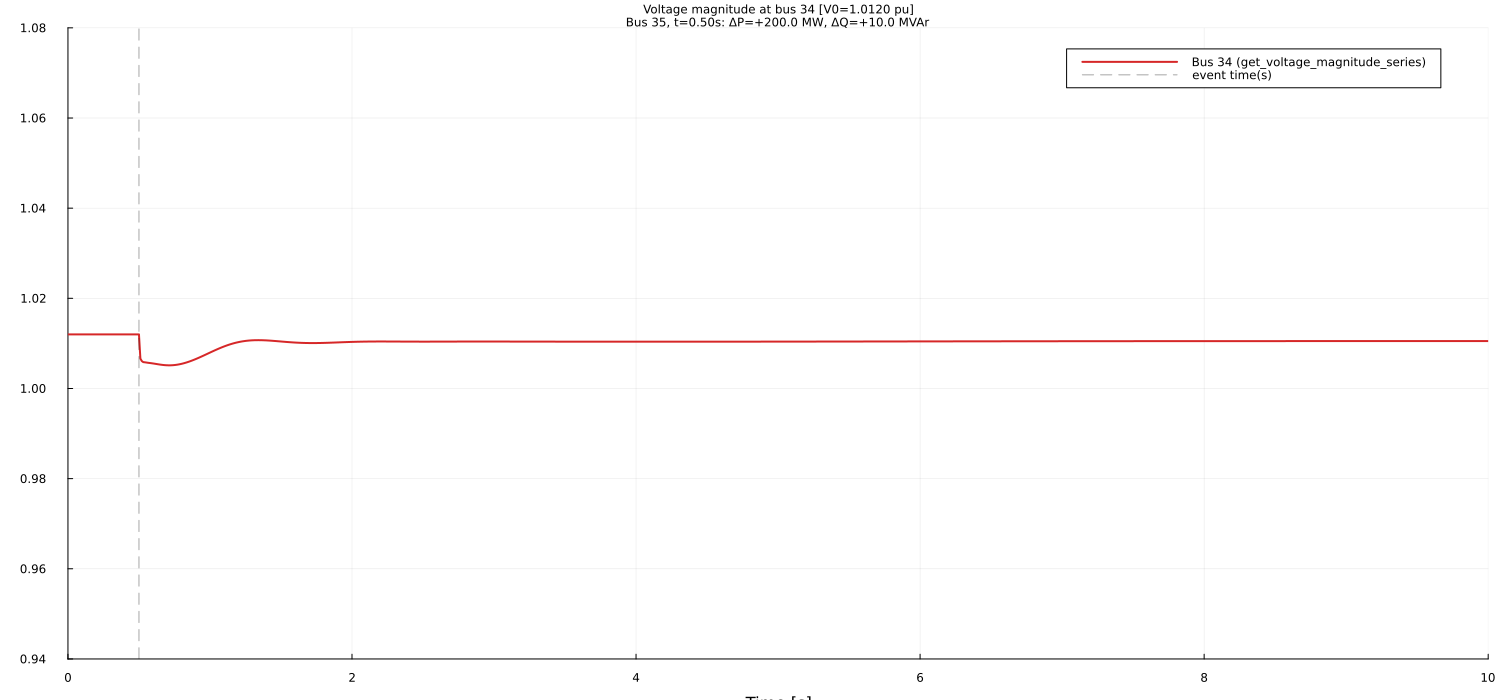 Voltage magnitude at bus 34 [V0=1.0120 pu]
Bus 35, t=0.50s: ΔP=+200.0 MW, ΔQ=+10.0 MVAr
1.08
Bus 34 (get_voltage_magnitude_series)
event time(s)
1.06
1.04
1.02
1.00
0.98
0.96
0.94
0 2 4 6 8 10
Time [s]